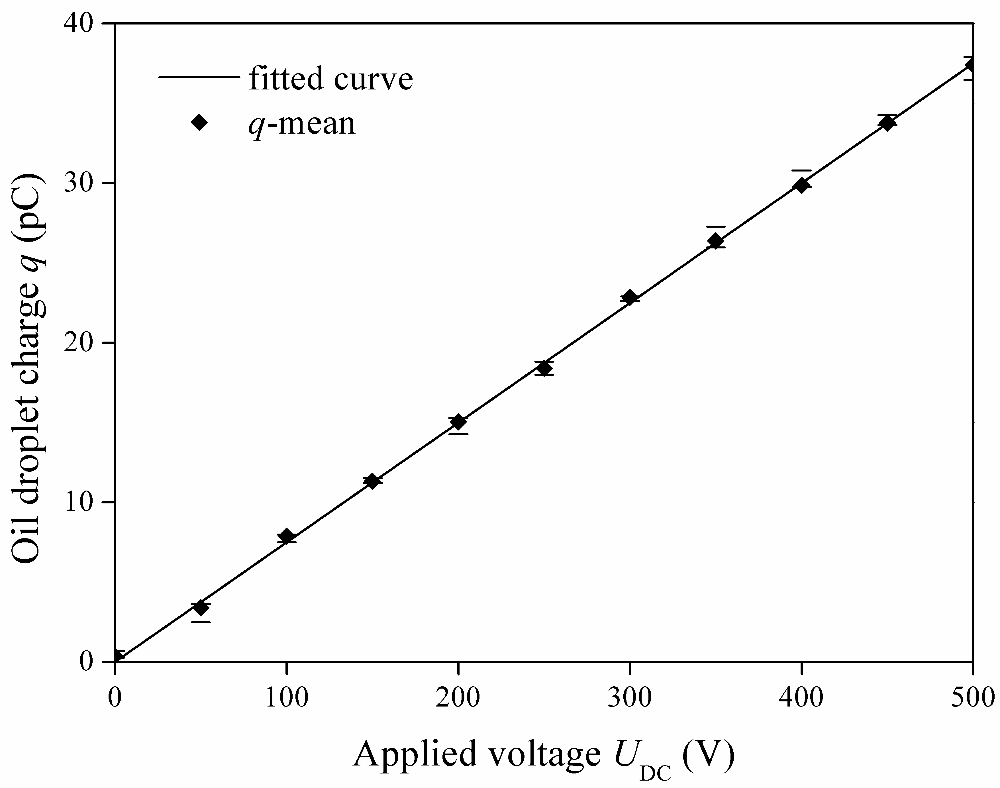 40
30
20
10
0
Oil droplet charge q (pC)
fitted curve
q-mean
0 100 200 300 400 500
Applied voltage U_DC (V)